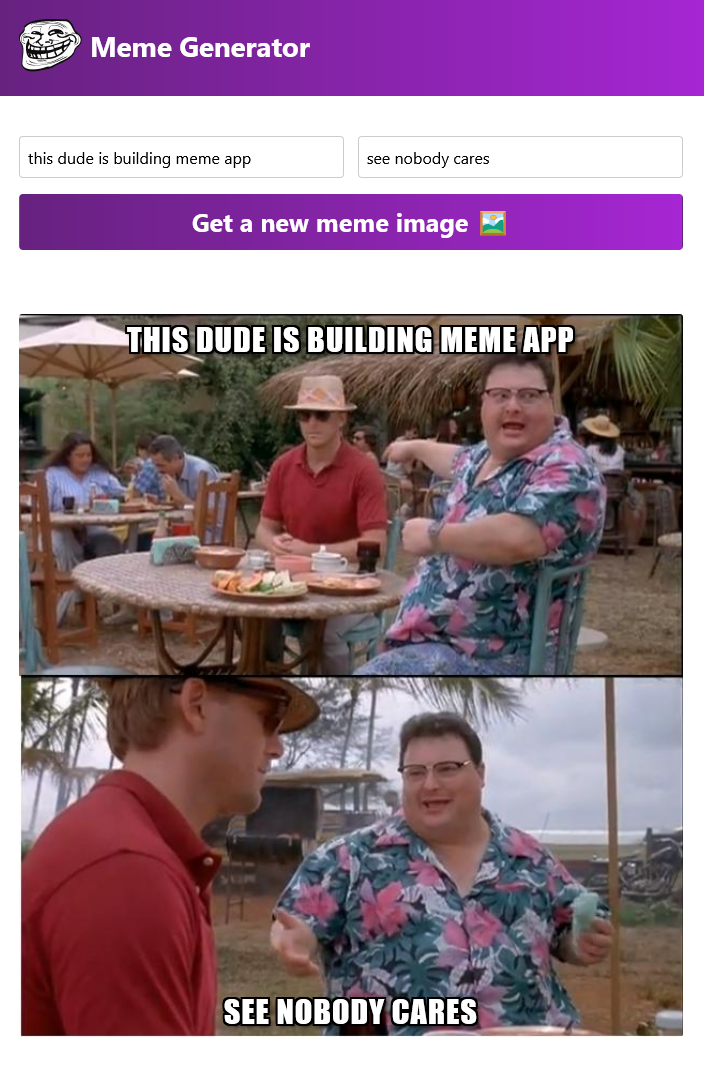 Meme Generator
this dude is building meme app
see nobody cares
Get a new meme image
THIS DUDE IS BUILDING MEME APP
SEE NOBODY CARES